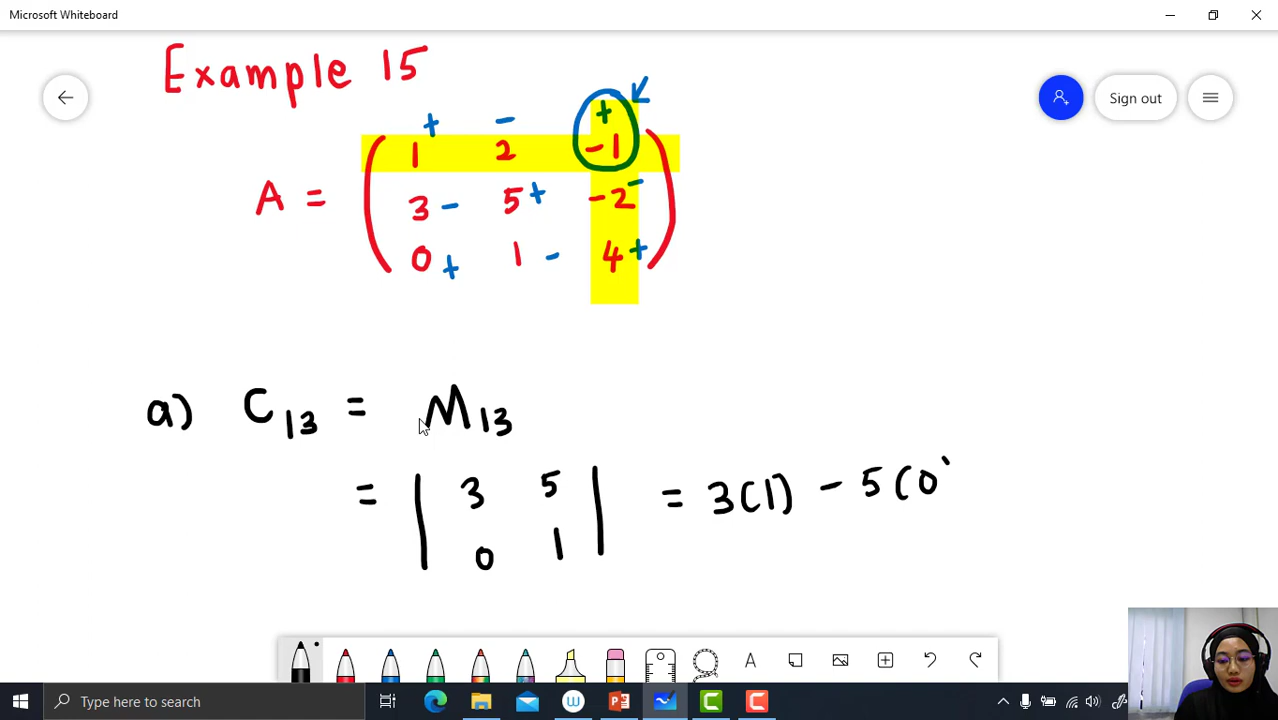 Microsoft Whiteboard
Sign out
Example 15
+ - +
1 2 -1
A =
3 - 5 + -2 -
0 + 1 - 4 +
a) C13 = M13
= | 3 5 | = 3(1) - 5(0)
0 1
A
Type here to search